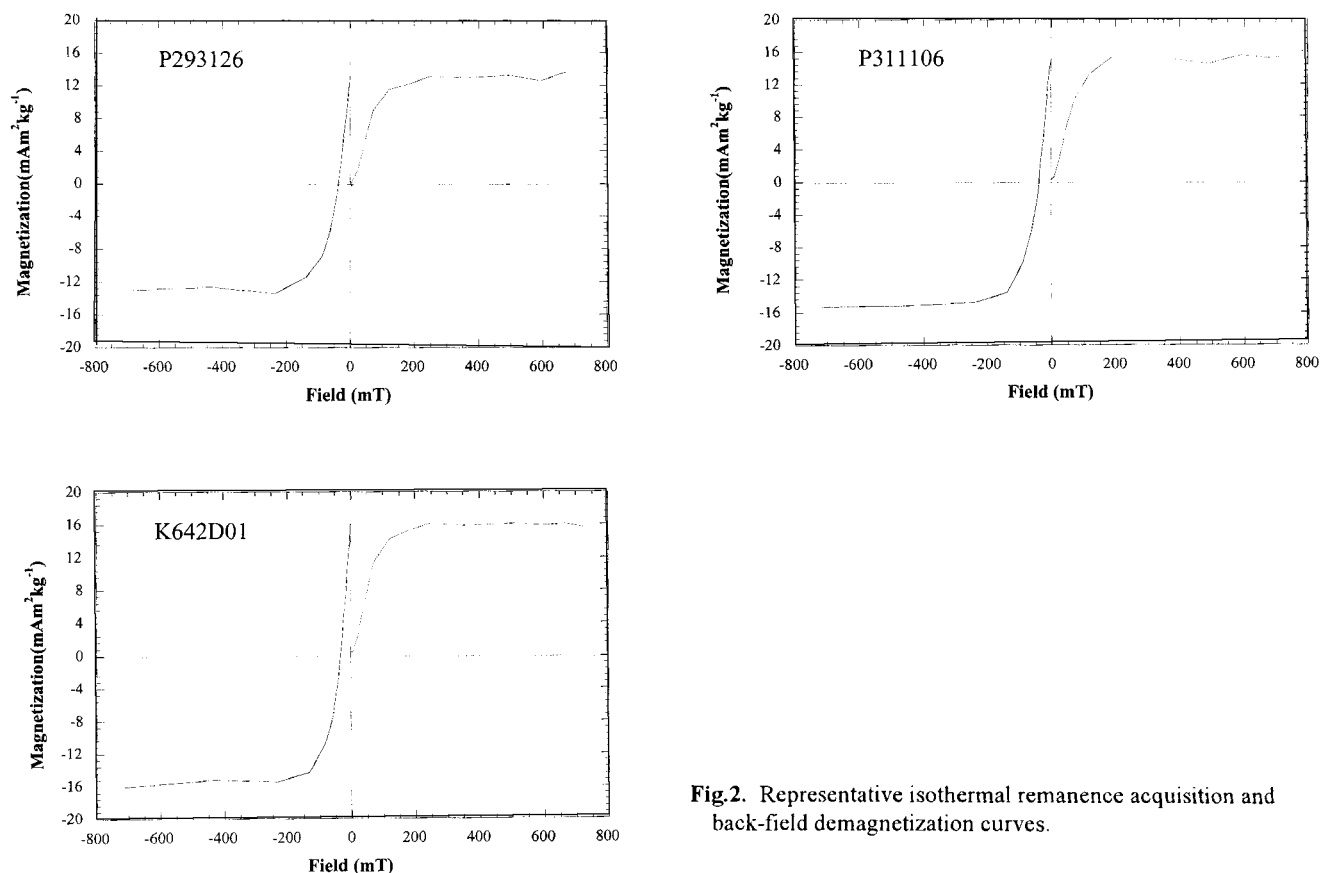 20
16
12
8
4
0
-4
-8
-12
-16
-20
P293126
Magnetization(mAm²kg⁻¹)
-800 -600 -400 -200 0 200 400 600 800
Field (mT)
20
16
12
8
4
0
-4
-8
-12
-16
-20
P311106
Magnetization(mAm²kg⁻¹)
-800 -600 -400 -200 0 200 400 600 800
Field (mT)
20
16
12
8
4
0
-4
-8
-12
-16
-20
K642D01
Magnetization(mAm²kg⁻¹)
-800 -600 -400 -200 0 200 400 600 800
Field (mT)
Fig.2. Representative isothermal remanence acquisition and
back-field demagnetization curves.